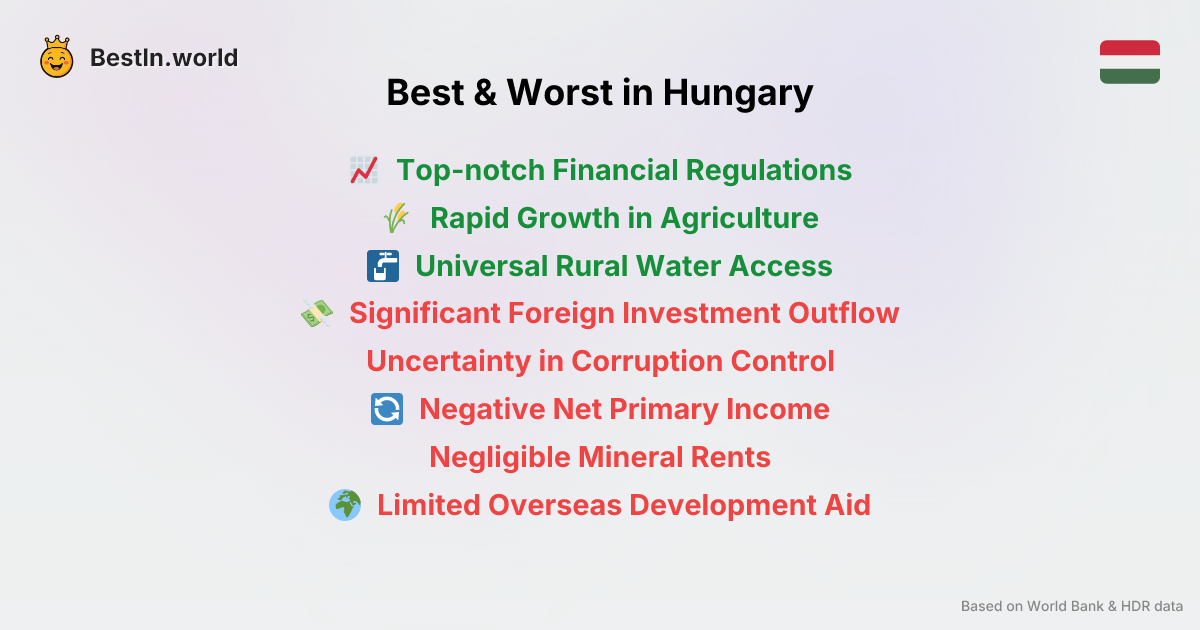 BestIn.world
Best & Worst in Hungary
Top-notch Financial Regulations
Rapid Growth in Agriculture
Universal Rural Water Access
Significant Foreign Investment Outflow
Uncertainty in Corruption Control
Negative Net Primary Income
Negligible Mineral Rents
Limited Overseas Development Aid
Based on World Bank & HDR data